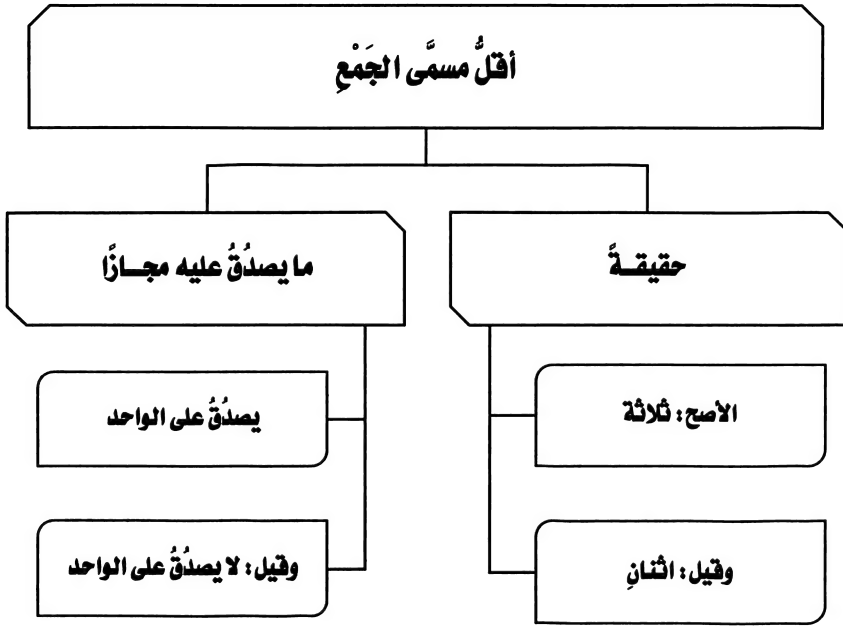 أقلُّ مسمَّى الجَمْعِ
حقيقـةً
ما يصدُقُ عليه مجـازًا
الأصح: ثلاثة
يصدُقُ على الواحد
وقيل: اثنانِ
وقيل: لا يصدُقُ على الواحد